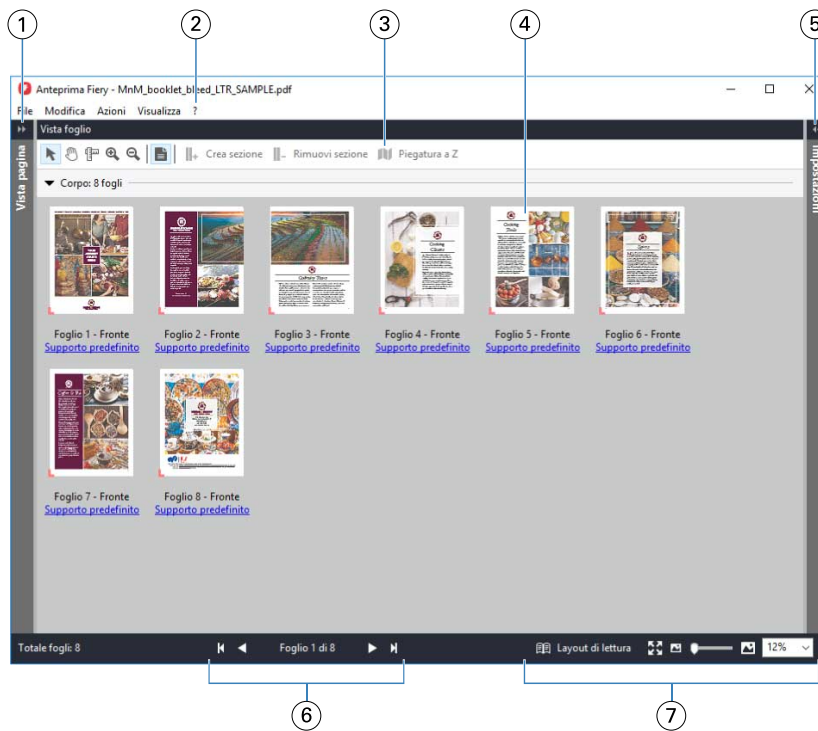 1 2 3 4 5
Anteprima Fiery - MnM_booklet_bleed_LTR_SAMPLE.pdf
File Modifica Azioni Visualizza ?
Vista foglio
Vista pagina
Impostazioni
Crea sezione Rimuovi sezione Piegatura a Z
Corpo: 8 fogli
Foglio 1 - Fronte Foglio 2 - Fronte Foglio 3 - Fronte Foglio 4 - Fronte Foglio 5 - Fronte Foglio 6 - Fronte
Supporto predefinito Supporto predefinito Supporto predefinito Supporto predefinito Supporto predefinito Supporto predefinito
Foglio 7 - Fronte Foglio 8 - Fronte
Supporto predefinito Supporto predefinito
Totale fogli: 8 Foglio 1 di 8 Layout di lettura 12%
6 7